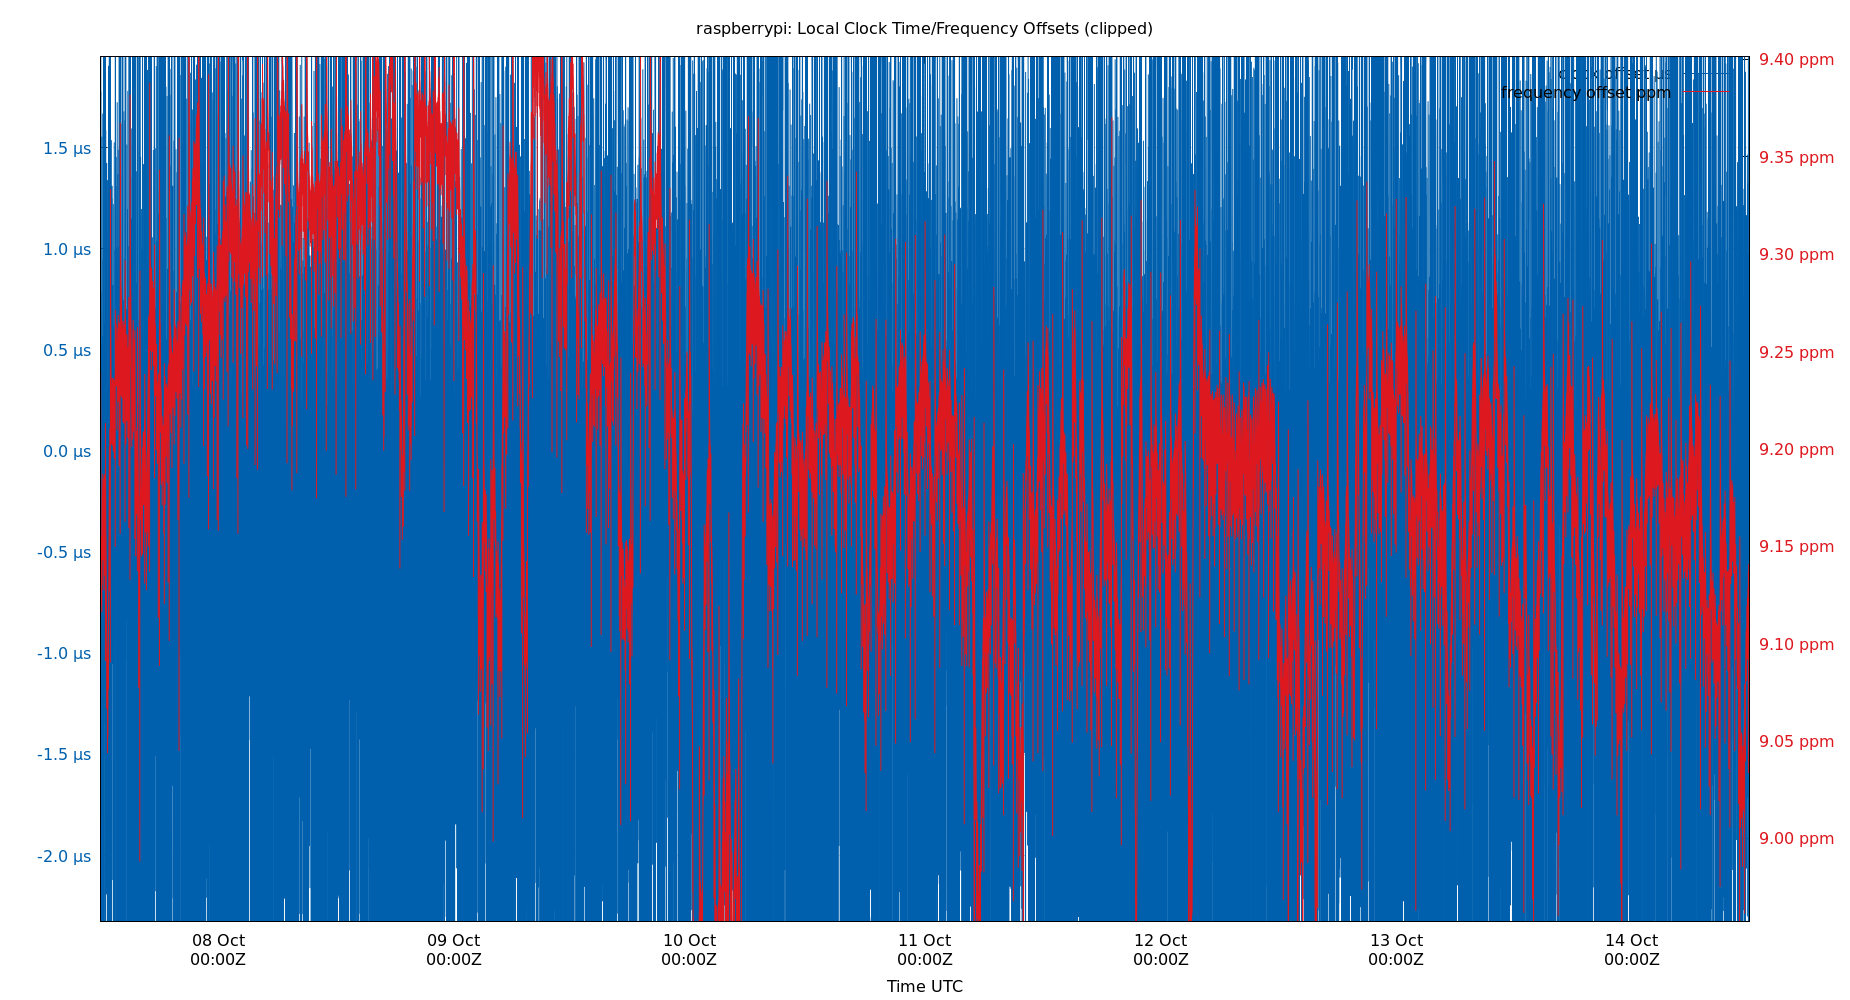 raspberrypi: Local Clock Time/Frequency Offsets (clipped)
clock offset µs
frequency offset ppm
1.5 µs
1.0 µs
0.5 µs
0.0 µs
-0.5 µs
-1.0 µs
-1.5 µs
-2.0 µs
9.40 ppm
9.35 ppm
9.30 ppm
9.25 ppm
9.20 ppm
9.15 ppm
9.10 ppm
9.05 ppm
9.00 ppm
08 Oct 09 Oct 10 Oct 11 Oct 12 Oct 13 Oct 14 Oct
00:00Z 00:00Z 00:00Z 00:00Z 00:00Z 00:00Z 00:00Z
Time UTC